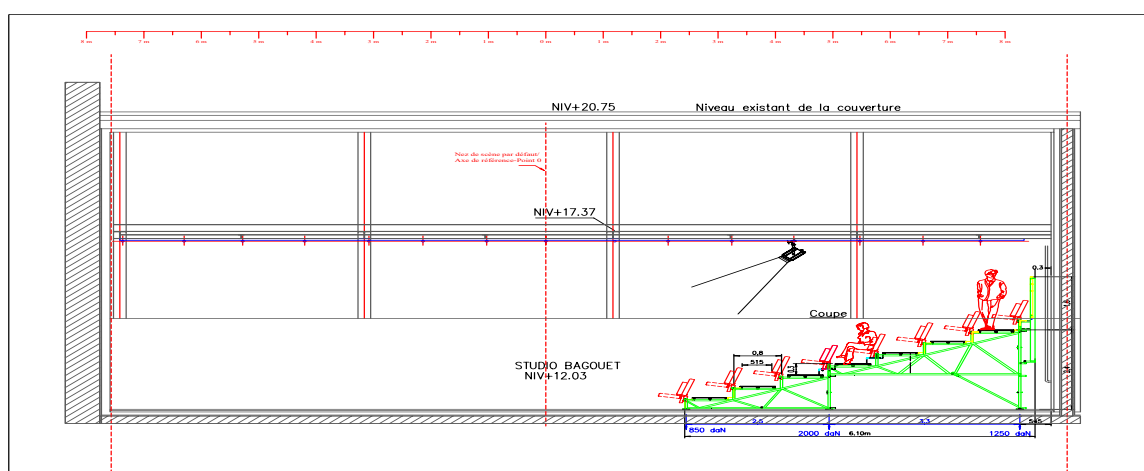 8 m 7 m 6 m 5 m 4 m 3 m 2 m 1 m 0 m 1 m 2 m 3 m 4 m 5 m 6 m 7 m 8 m
NIV+20.75 Niveau existant de la couverture
Nez de scène par défaut/
Axe de référence-Point 0
NIV+17.37
0,3
Coupe
0,8
515
STUDIO BAGOUET
NIV+12.03
850 daN 2000 daN 1250 daN
6,10m
3,3